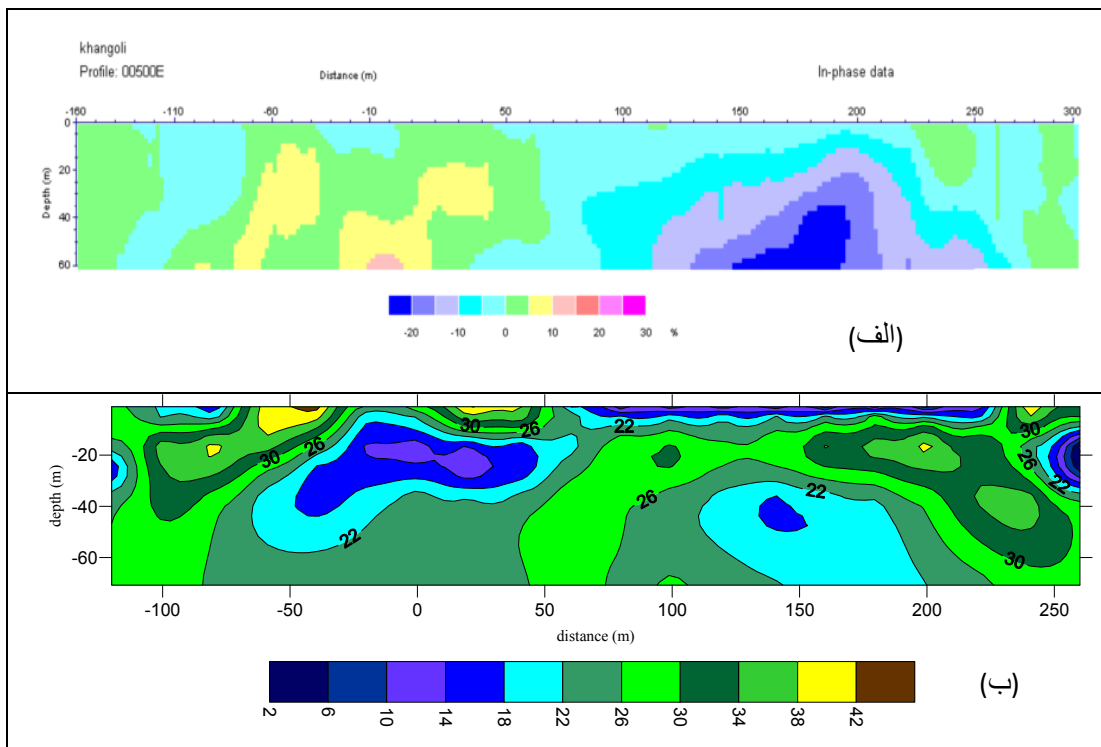 khangoli
Profile: 00500E
Distance (m)
In-phase data
-160 -110 -60 -10 50 100 150 200 250 300
0
20
40
60
Depth (m)
-20 -10 0 10 20 30 %
(الف)
30 26 30 26 22 30
26
30
22
26
22
26
22
30
-20
-40
-60
depth (m)
-100 -50 0 50 100 150 200 250
distance (m)
2 6 10 14 18 22 26 30 34 38 42
(ب)